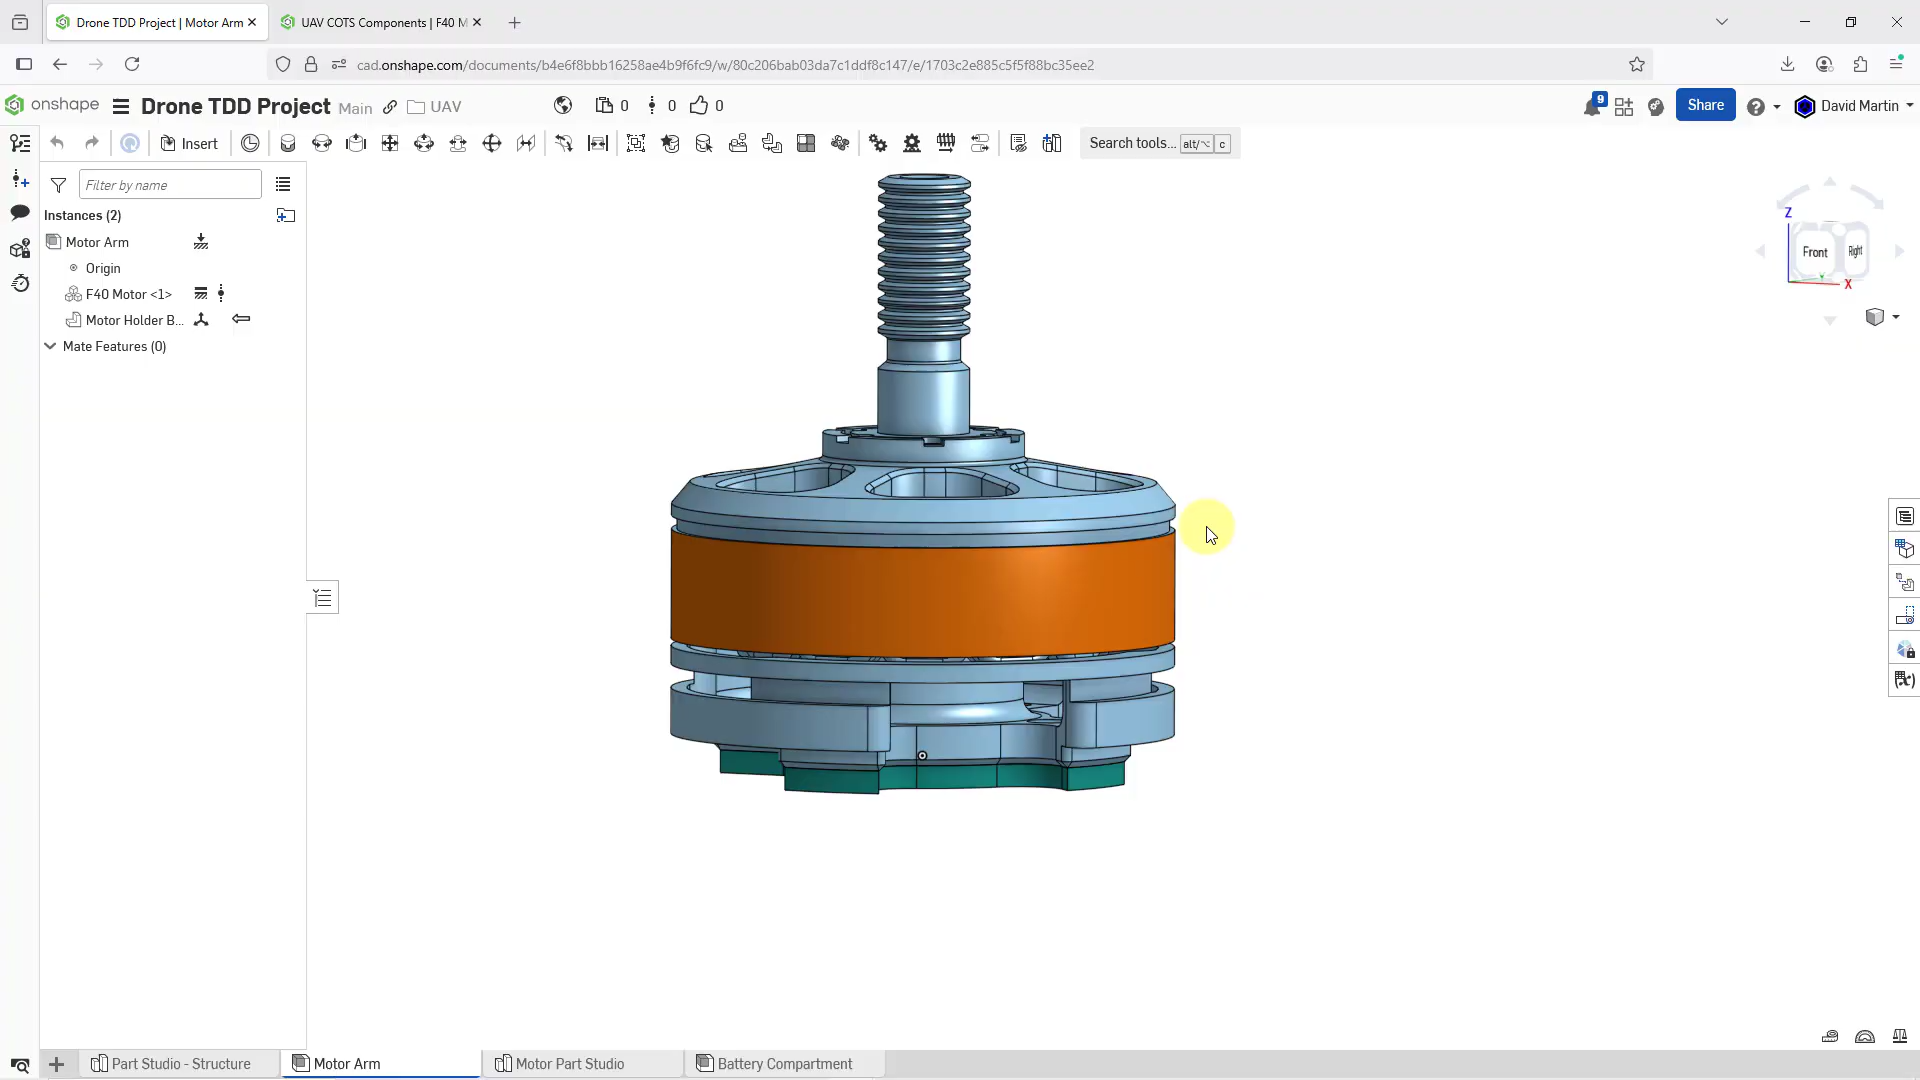 Drone TDD Project | Motor Arm
UAV COTS Components | F40 M
cad.onshape.com/documents/b4e6f8bbb16258ae4b9f6fc9/w/80c206bab03da7c1ddf8c147/e/1703c2e885c5f5f88bc35ee2
onshape
Drone TDD Project Main UAV 0 0 0 9 Share David Martin
Insert Search tools... alt/⌥ c
Filter by name
Instances (2)
Motor Arm
Origin
F40 Motor <1>
Motor Holder B...
Mate Features (0)
Z
Front Right
Y
X
(x)
Part Studio - Structure Motor Arm Motor Part Studio Battery Compartment